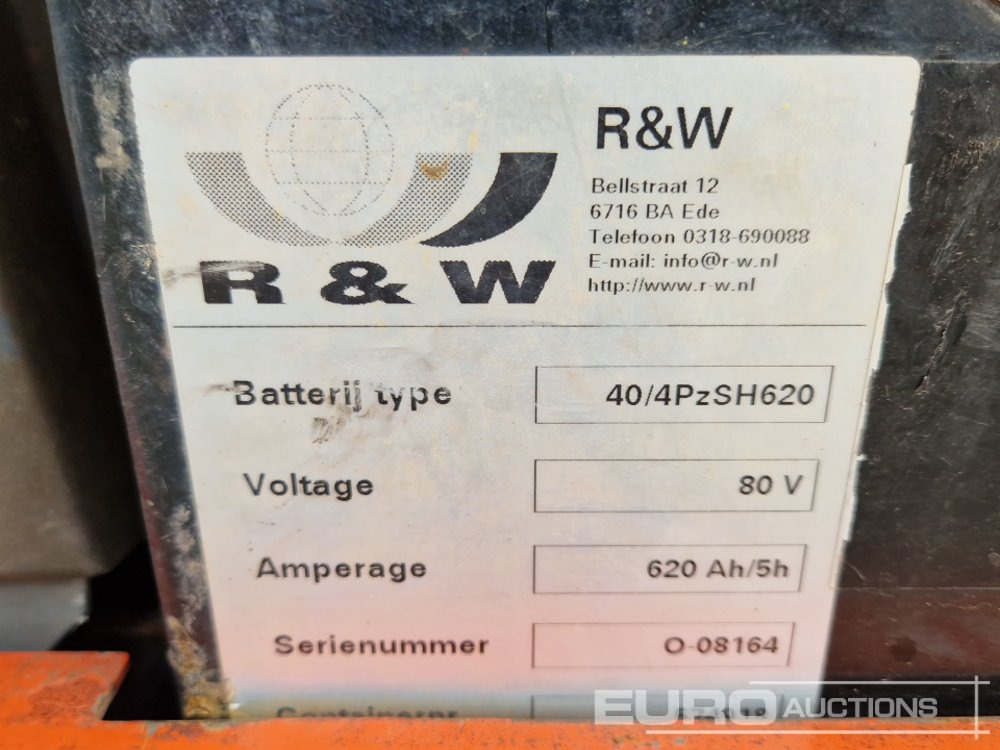 R&W
Bellstraat 12
6716 BA Ede
Telefoon 0318-690088
E-mail: info@r-w.nl
http://www.r-w.nl
R & W
Batterij type 40/4PzSH620
Voltage 80 V
Amperage 620 Ah/5h
Serienummer O-08164
Containernr
EURO AUCTIONS